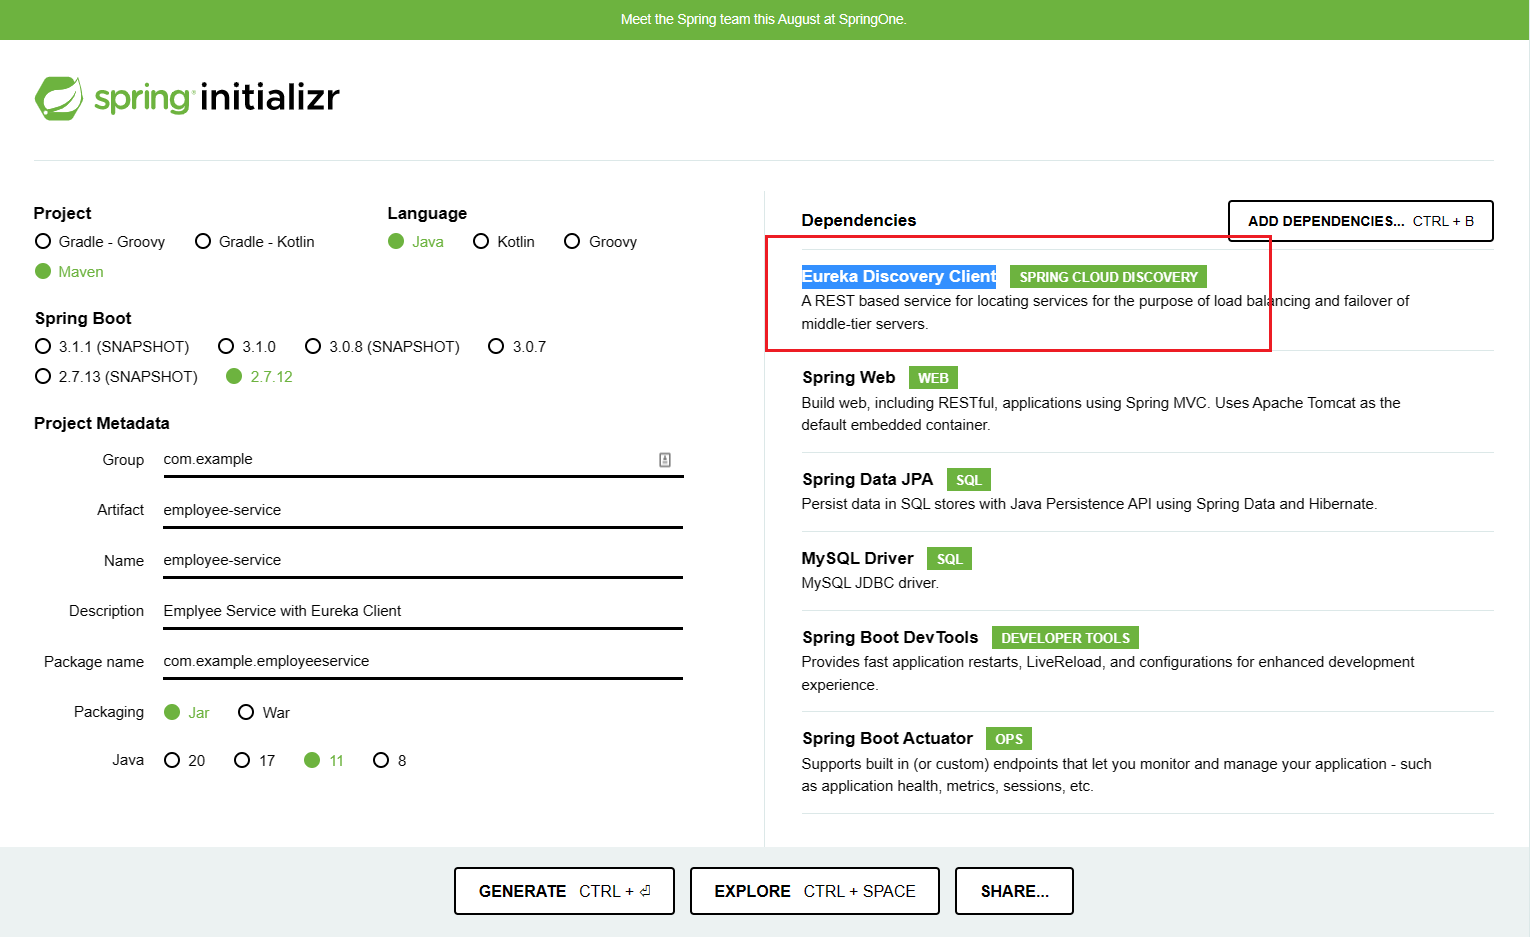 Meet the Spring team this August at SpringOne.
spring initializr
Project
Gradle - Groovy Gradle - Kotlin
Maven
Language
Java Kotlin Groovy
Spring Boot
3.1.1 (SNAPSHOT) 3.1.0 3.0.8 (SNAPSHOT) 3.0.7
2.7.13 (SNAPSHOT) 2.7.12
Project Metadata
Group com.example
Artifact employee-service
Name employee-service
Description Emplyee Service with Eureka Client
Package name com.example.employeeservice
Packaging Jar War
Java 20 17 11 8
Dependencies
ADD DEPENDENCIES... CTRL + B
Eureka Discovery Client SPRING CLOUD DISCOVERY
A REST based service for locating services for the purpose of load balancing and failover of
middle-tier servers.
Spring Web WEB
Build web, including RESTful, applications using Spring MVC. Uses Apache Tomcat as the
default embedded container.
Spring Data JPA SQL
Persist data in SQL stores with Java Persistence API using Spring Data and Hibernate.
MySQL Driver SQL
MySQL JDBC driver.
Spring Boot DevTools DEVELOPER TOOLS
Provides fast application restarts, LiveReload, and configurations for enhanced development
experience.
Spring Boot Actuator OPS
Supports built in (or custom) endpoints that let you monitor and manage your application - such
as application health, metrics, sessions, etc.
GENERATE CTRL + ⏎
EXPLORE CTRL + SPACE
SHARE...